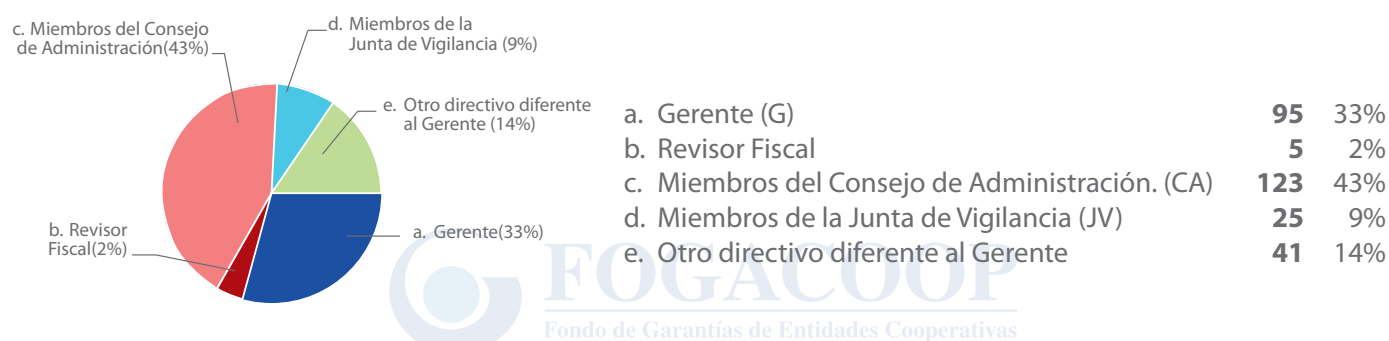 c. Miembros del Consejo
de Administración(43%)
d. Miembros de la
Junta de Vigilancia (9%)
e. Otro directivo diferente
al Gerente (14%)
b. Revisor
Fiscal(2%)
a. Gerente(33%)
a. Gerente (G) 95 33%
b. Revisor Fiscal 5 2%
c. Miembros del Consejo de Administración. (CA) 123 43%
d. Miembros de la Junta de Vigilancia (JV) 25 9%
e. Otro directivo diferente al Gerente 41 14%
FOGACOOP
Fondo de Garantías de Entidades Cooperativas